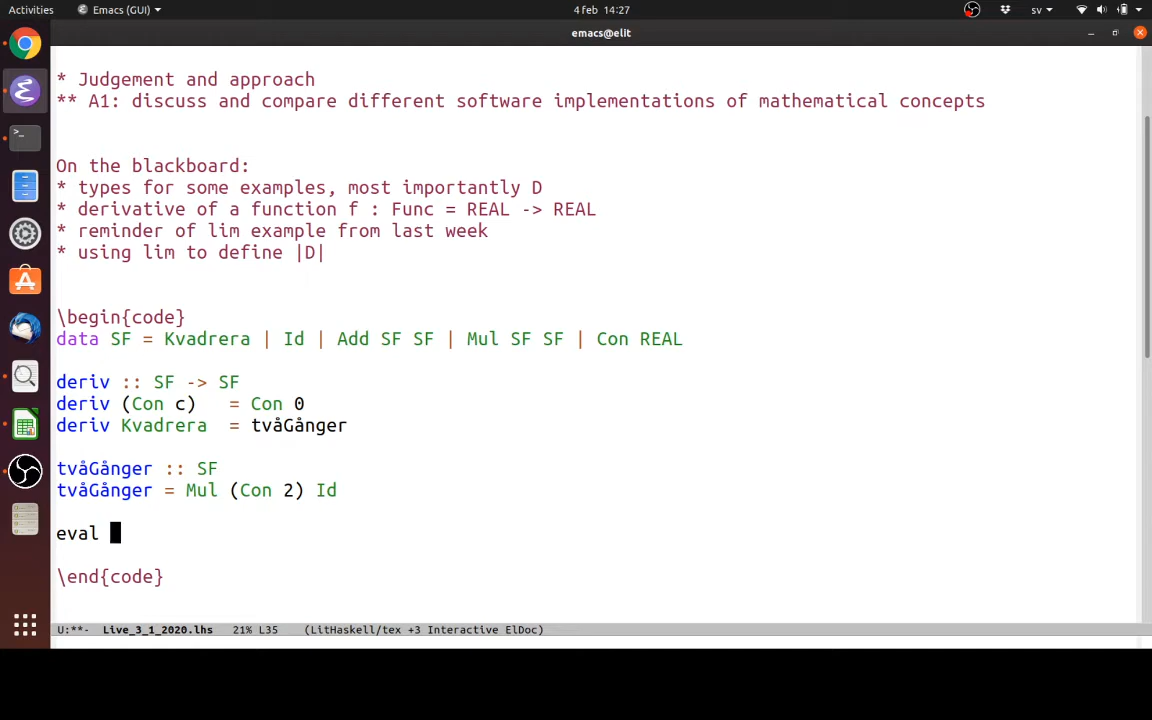 Activities Emacs (GUI) 4 feb 14:27 sv
emacs@elit
* Judgement and approach
** A1: discuss and compare different software implementations of mathematical concepts
On the blackboard:
* types for some examples, most importantly D
* derivative of a function f : Func = REAL -> REAL
* reminder of lim example from last week
* using lim to define |D|
\begin{code}
data SF = Kvadrera | Id | Add SF SF | Mul SF SF | Con REAL
deriv :: SF -> SF
deriv (Con c)   = Con 0
deriv Kvadrera  = tvåGånger
tvåGånger :: SF
tvåGånger = Mul (Con 2) Id
eval
\end{code}
U:**-  Live_3_1_2020.lhs   21% L35    (LitHaskell/tex +3 Interactive ElDoc)